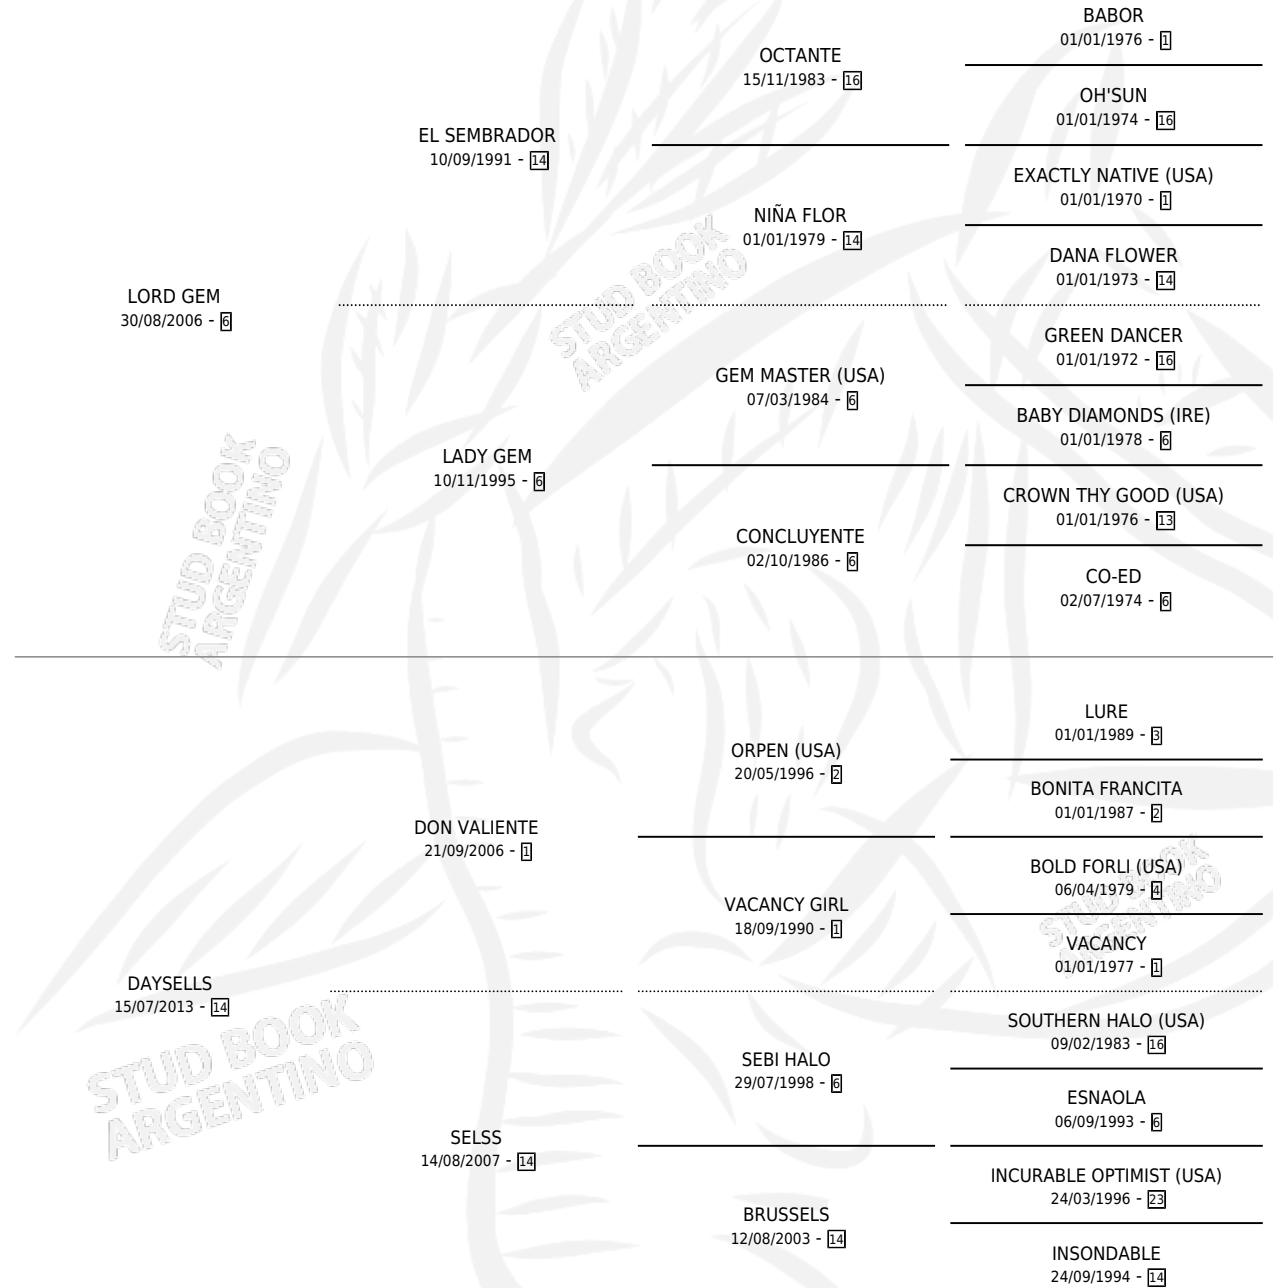 BABOR
01/01/1976 - 1
OCTANTE
15/11/1983 - 16
OH'SUN
01/01/1974 - 16
EL SEMBRADOR
10/09/1991 - 14
EXACTLY NATIVE (USA)
01/01/1970 - 1
NIÑA FLOR
01/01/1979 - 14
DANA FLOWER
01/01/1973 - 14
LORD GEM
30/08/2006 - 6
GREEN DANCER
01/01/1972 - 16
GEM MASTER (USA)
07/03/1984 - 6
BABY DIAMONDS (IRE)
01/01/1978 - 6
LADY GEM
10/11/1995 - 6
CROWN THY GOOD (USA)
01/01/1976 - 13
CONCLUYENTE
02/10/1986 - 6
CO-ED
02/07/1974 - 6
STUD BOOK
ARGENTINO
STUD BOOK
ARGENTINO
LURE
01/01/1989 - 3
ORPEN (USA)
20/05/1996 - 2
BONITA FRANCITA
01/01/1987 - 2
DON VALIENTE
21/09/2006 - 1
BOLD FORLI (USA)
06/04/1979 - 4
VACANCY GIRL
18/09/1990 - 1
VACANCY
01/01/1977 - 1
STUD BOOK
ARGENTINO
DAYSELLS
15/07/2013 - 14
SOUTHERN HALO (USA)
09/02/1983 - 16
SEBI HALO
29/07/1998 - 6
ESNAOLA
06/09/1993 - 6
STUD BOOK
ARGENTINO
SELSS
14/08/2007 - 14
INCURABLE OPTIMIST (USA)
24/03/1996 - 23
BRUSSELS
12/08/2003 - 14
INSONDABLE
24/09/1994 - 14